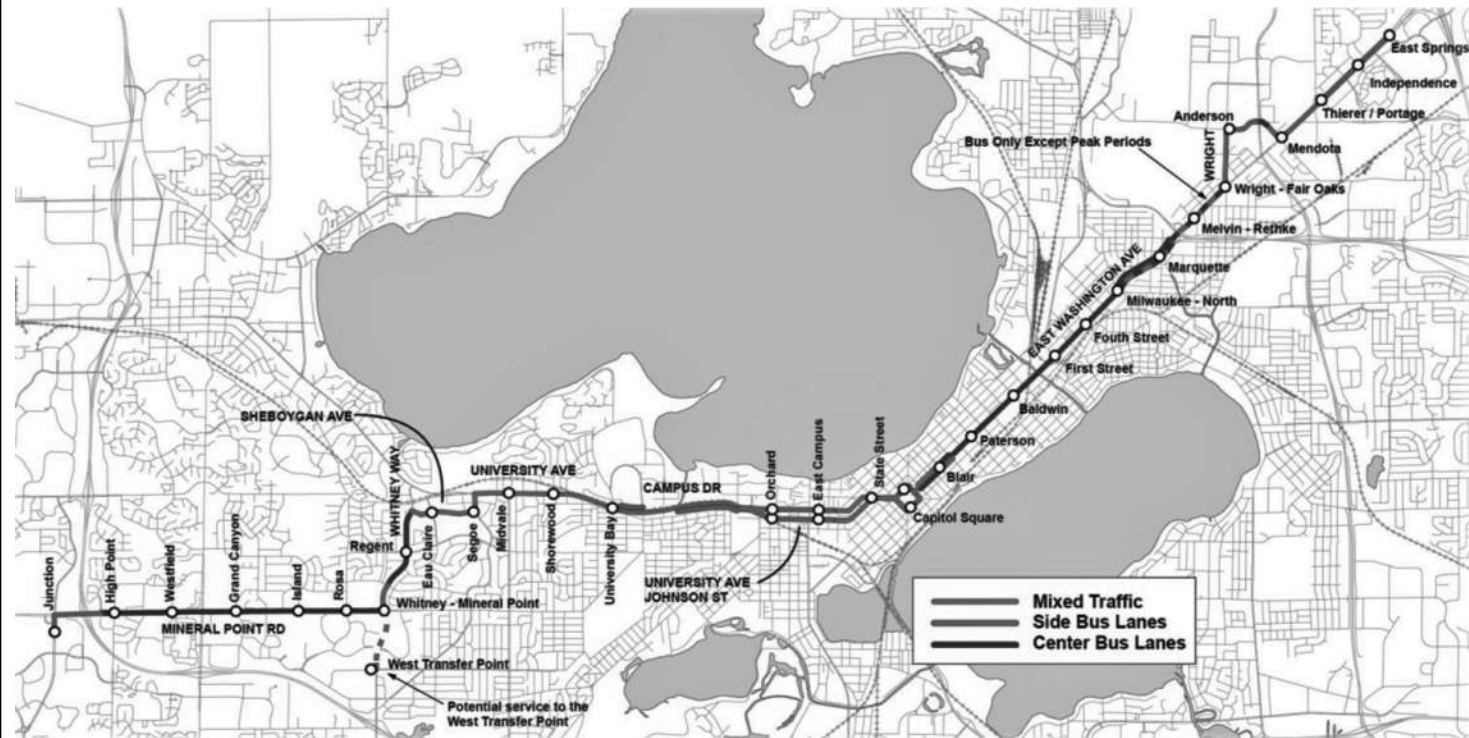 East Springs
Independence
Thierer / Portage
Anderson
Mendota
WRIGHT
Bus Only Except Peak Periods
Wright - Fair Oaks
Melvin - Rethke
Marquette
EAST WASHINGTON AVE
Milwaukee - North
Fouth Street
First Street
Baldwin
Paterson
Blair
Capitol Square
State Street
East Campus
Orchard
CAMPUS DR
UNIVERSITY AVE
JOHNSON ST
University Bay
Shorewood
Midvale
UNIVERSITY AVE
Segoe
SHEBOYGAN AVE
Eau Claire
WHITNEY WAY
Regent
Whitney - Mineral Point
Rosa
Island
Grand Canyon
Westfield
High Point
Junction
MINERAL POINT RD
West Transfer Point
Potential service to the
West Transfer Point
Mixed Traffic
Side Bus Lanes
Center Bus Lanes